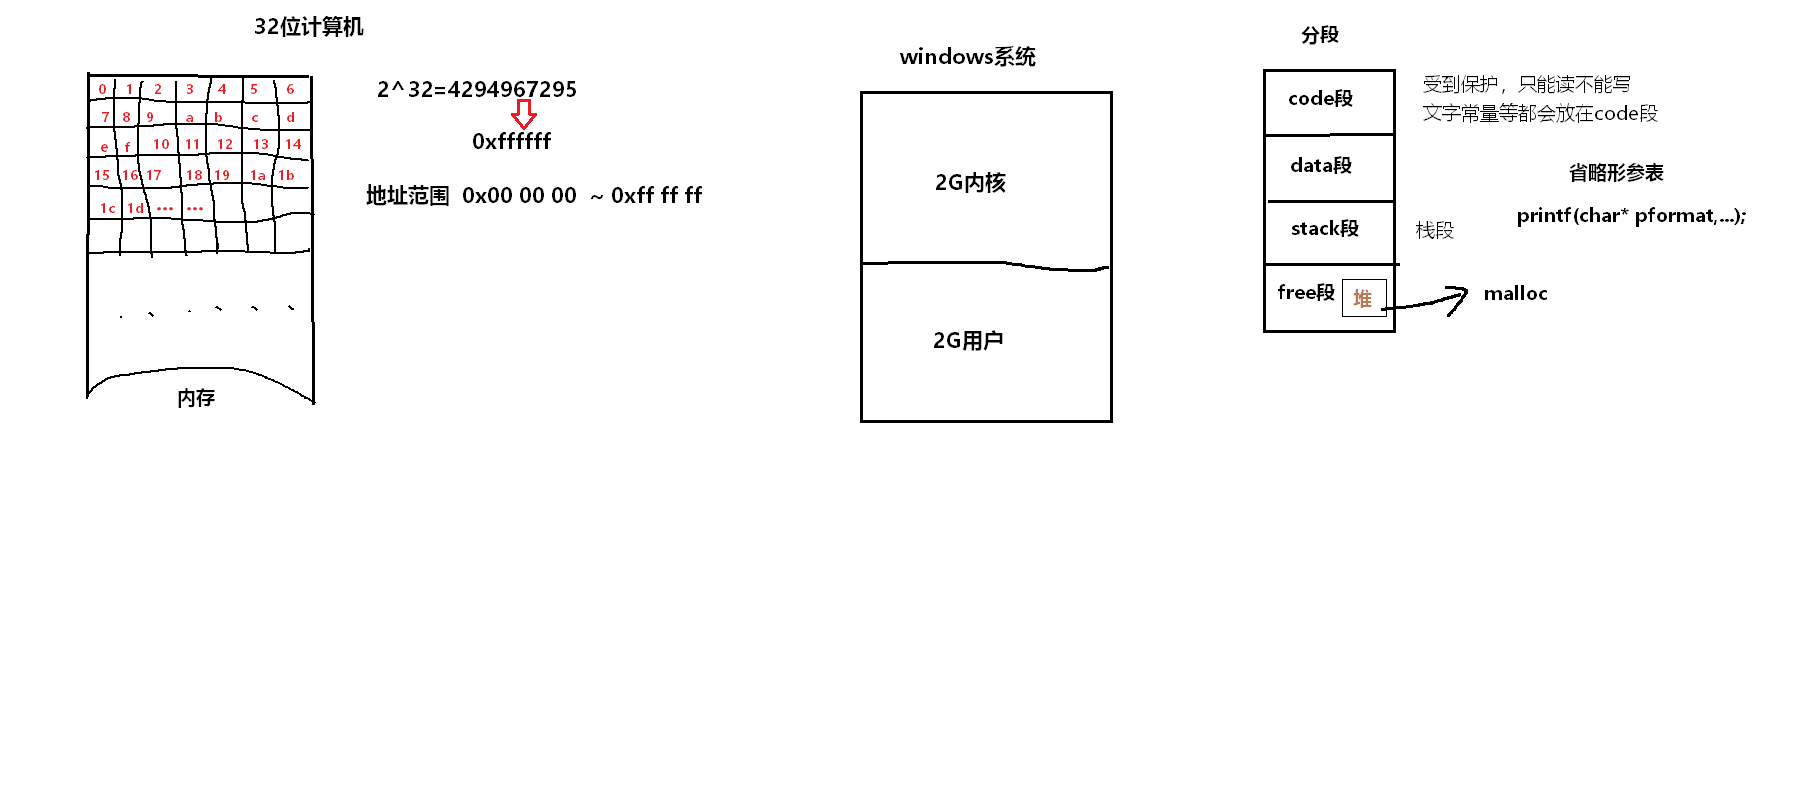 32位计算机
0 1 2 3 4 5 6
7 8 9 a b c d
e f 10 11 12 13 14
15 16 17 18 19 1a 1b
1c 1d ... ...
内存
2^32=4294967295
0xffffff
地址范围 0x00 00 00 ~ 0xff ff ff
windows系统
2G内核
2G用户
分段
code段
受到保护，只能读不能写
文字常量等都会放在code段
data段
stack段
栈段
free段 堆
malloc
省略形参表
printf(char* pformat,...);